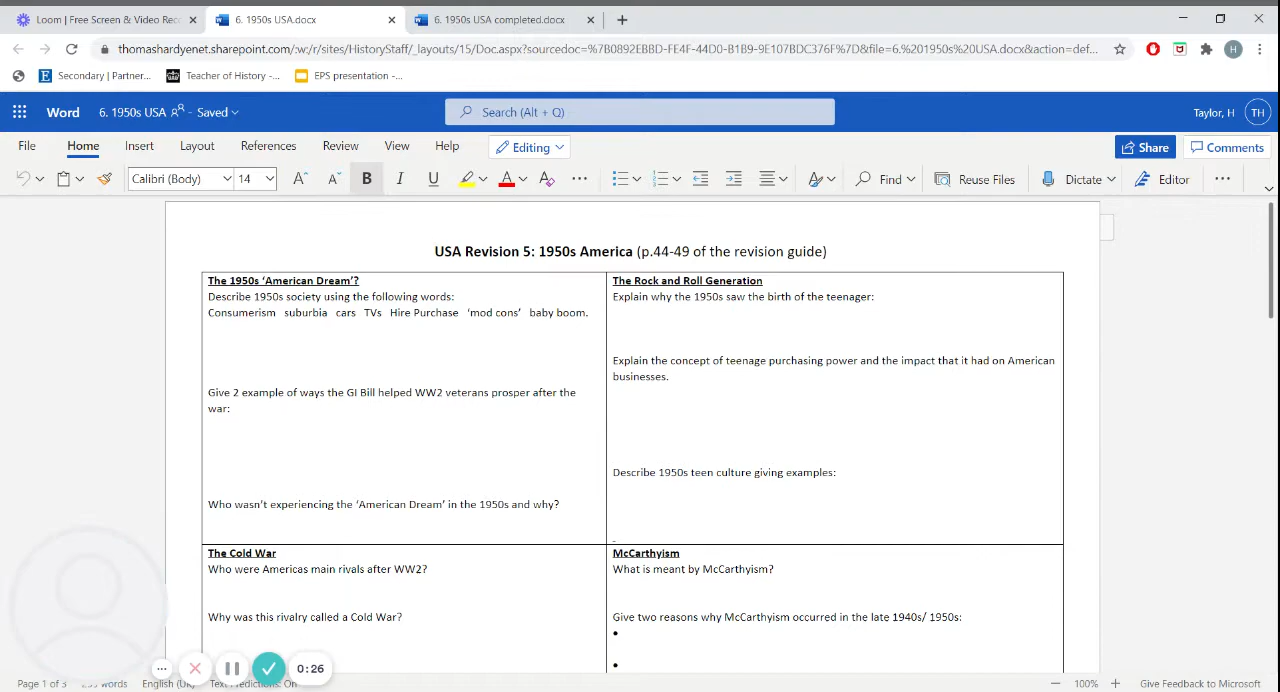 Loom | Free Screen & Video Rec
6. 1950s USA.docx
6. 1950s USA completed.docx
thomashardyenet.sharepoint.com/:w:/r/sites/HistoryStaff/_layouts/15/Doc.aspx?sourcedoc=%7B0892EBBD-FE4F-44D0-B1B9-9E107BDC376F%7D&file=6.%201950s%20USA.docx&action=def...
Secondary | Partner...
Teacher of History -...
EPS presentation -...
Word
6. 1950s USA - Saved
Search (Alt + Q)
Taylor, H
TH
File
Home
Insert
Layout
References
Review
View
Help
Editing
Share
Comments
Calibri (Body)
14
Find
Reuse Files
Dictate
Editor
USA Revision 5: 1950s America (p.44-49 of the revision guide)
The 1950s ‘American Dream’?
Describe 1950s society using the following words:
Consumerism suburbia cars TVs Hire Purchase ‘mod cons’ baby boom.
Give 2 example of ways the GI Bill helped WW2 veterans prosper after the
war:
Who wasn’t experiencing the ‘American Dream’ in the 1950s and why?
The Rock and Roll Generation
Explain why the 1950s saw the birth of the teenager:
Explain the concept of teenage purchasing power and the impact that it had on American
businesses.
Describe 1950s teen culture giving examples:
The Cold War
Who were Americas main rivals after WW2?
Why was this rivalry called a Cold War?
McCarthyism
What is meant by McCarthyism?
Give two reasons why McCarthyism occurred in the late 1940s/ 1950s:
•
•
0:26
Page 1 of 3
words
English (UK)
Text Predictions: On
100%
Give Feedback to Microsoft